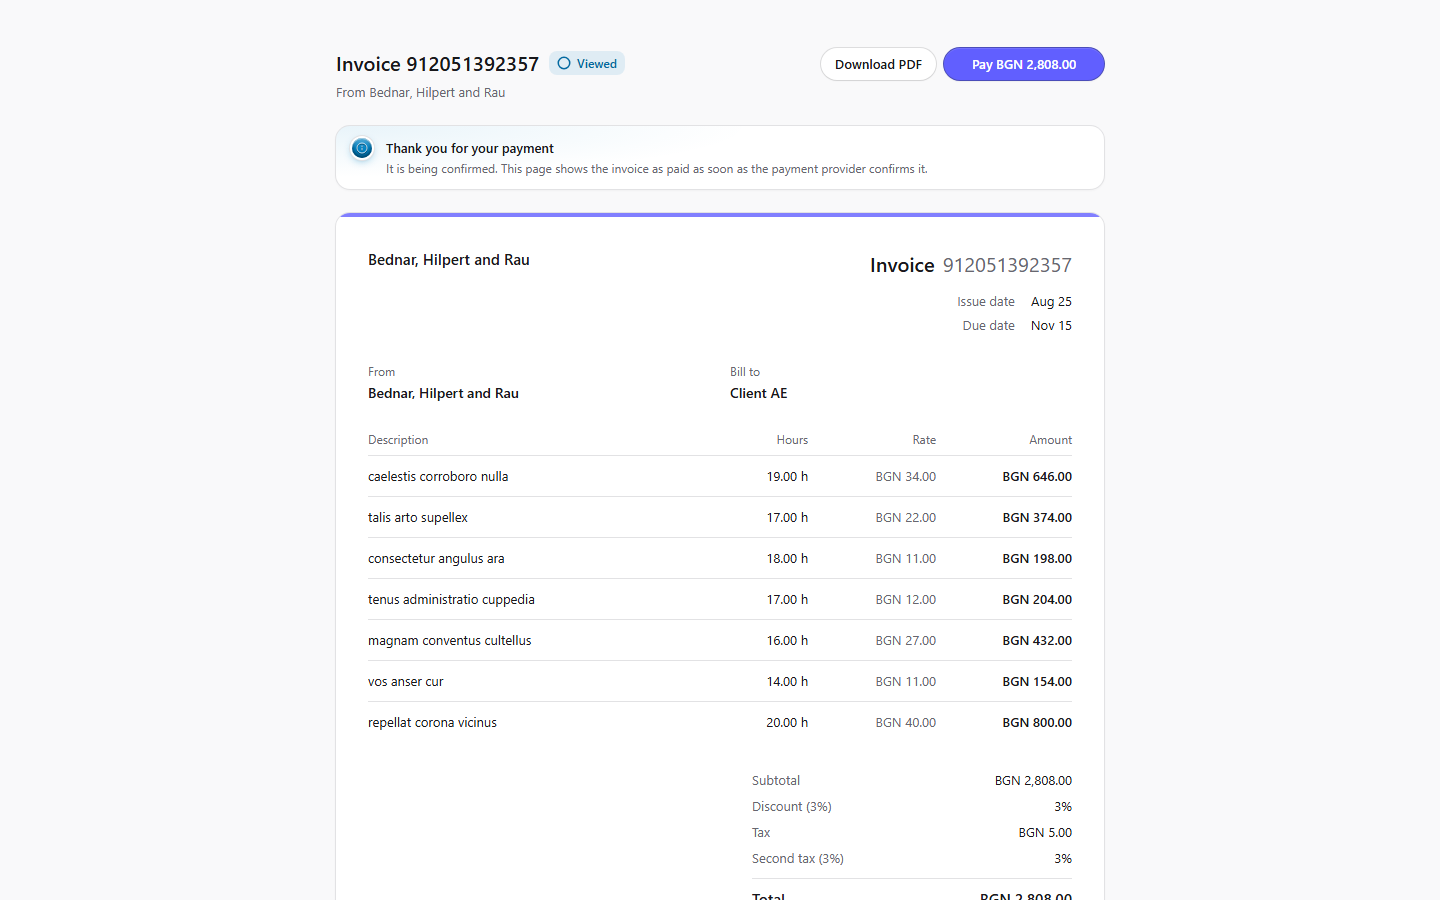 Invoice 912051392357
Viewed
Download PDF
Pay BGN 2,808.00
From Bednar, Hilpert and Rau
Thank you for your payment
It is being confirmed. This page shows the invoice as paid as soon as the payment provider confirms it.
Bednar, Hilpert and Rau
Invoice 912051392357
Issue date Aug 25
Due date Nov 15
From
Bednar, Hilpert and Rau
Bill to
Client AE
Description Hours Rate Amount
caelestis corroboro nulla 19.00 h BGN 34.00 BGN 646.00
talis arto supellex 17.00 h BGN 22.00 BGN 374.00
consectetur angulus ara 18.00 h BGN 11.00 BGN 198.00
tenus administratio cuppedia 17.00 h BGN 12.00 BGN 204.00
magnam conventus cultellus 16.00 h BGN 27.00 BGN 432.00
vos anser cur 14.00 h BGN 11.00 BGN 154.00
repellat corona vicinus 20.00 h BGN 40.00 BGN 800.00
Subtotal BGN 2,808.00
Discount (3%) 3%
Tax BGN 5.00
Second tax (3%) 3%
Total BGN 2,808.00